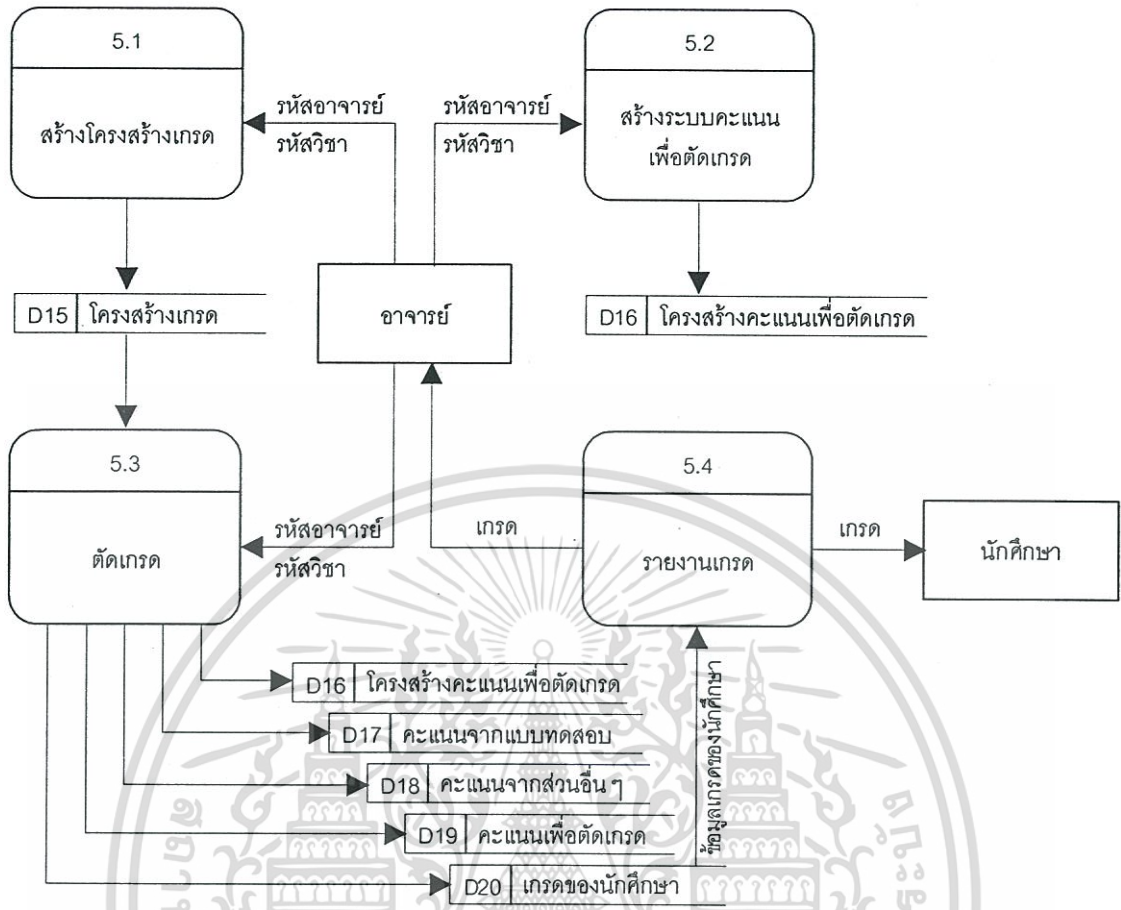 5.1
สร้างโครงสร้างเกรด
รหัสอาจารย์
รหัสวิชา
รหัสอาจารย์
รหัสวิชา
5.2
สร้างระบบคะแนน
เพื่อตัดเกรด
D15 โครงสร้างเกรด
อาจารย์
D16 โครงสร้างคะแนนเพื่อตัดเกรด
5.3
ตัดเกรด
รหัสอาจารย์
รหัสวิชา
เกรด
5.4
รายงานเกรด
เกรด
นักศึกษา
D16 โครงสร้างคะแนนเพื่อตัดเกรด
D17 คะแนนจากแบบทดสอบ
D18 คะแนนจากส่วนอื่นๆ
D19 คะแนนเพื่อตัดเกรด
D20 เกรดของนักศึกษา
ข้อมูลเกรดของนักศึกษา